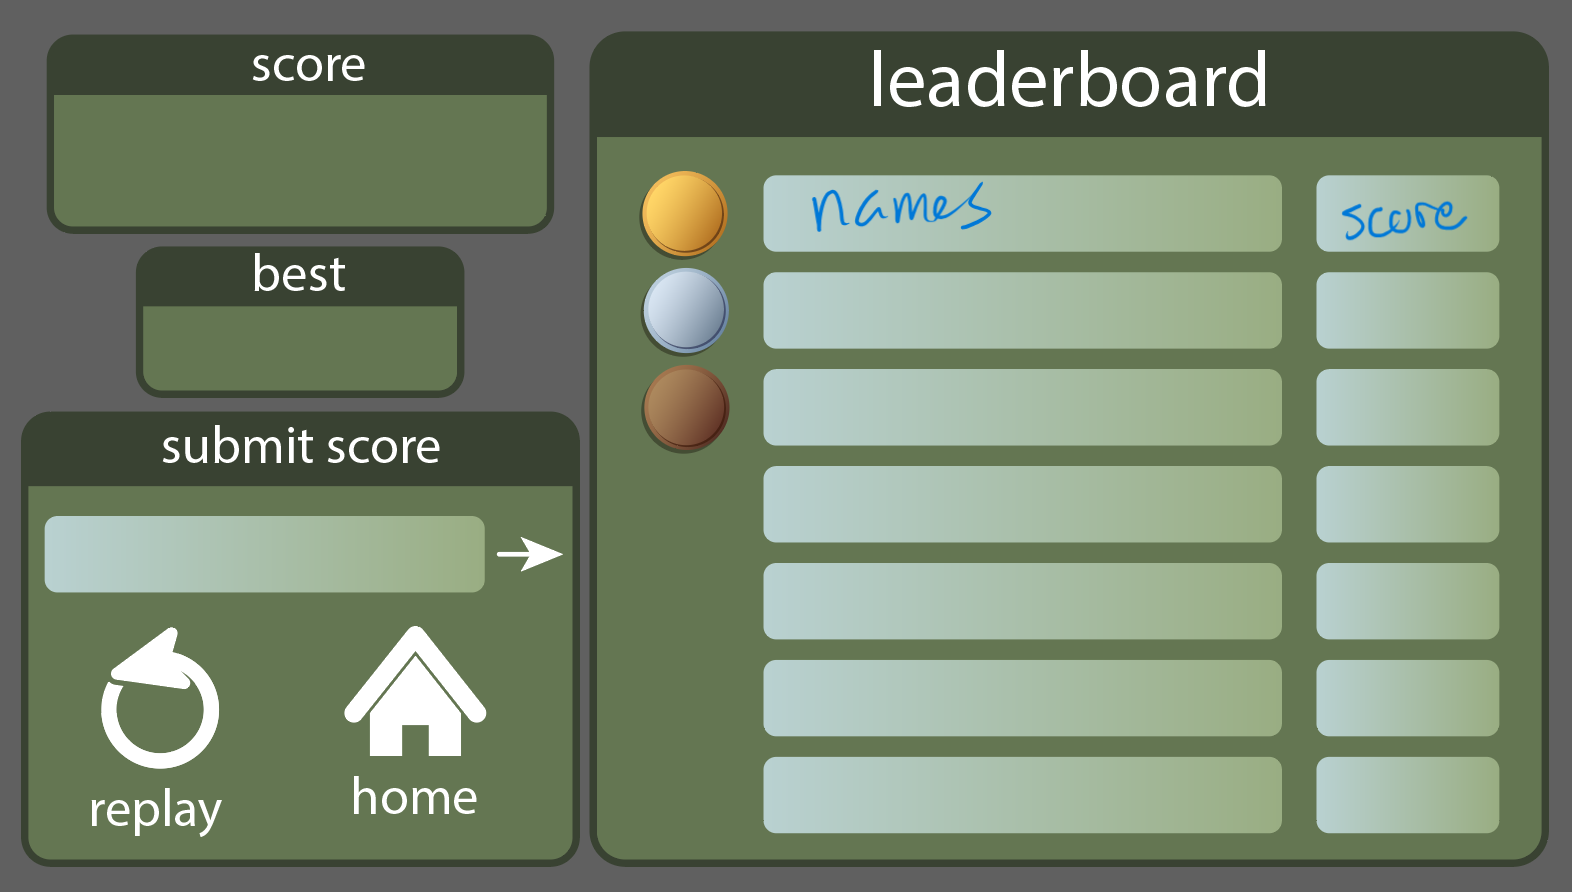 score
best
submit score
replay
home
leaderboard
names score